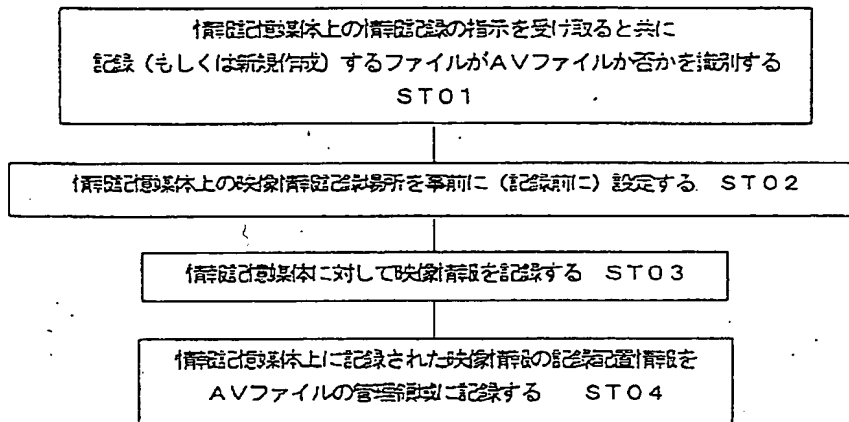 情報記憶媒体上の情報記録の指示を受け取ると共に
記録（もしくは新規作成）するファイルがAVファイルか否かを識別する
ST01
情報記憶媒体上の映像情報記録場所を事前に（記録前に）設定する ST02
情報記憶媒体に対して映像情報を記録する ST03
情報記憶媒体上に記録された映像情報の記録配置情報を
AVファイルの管理領域に記録する ST04